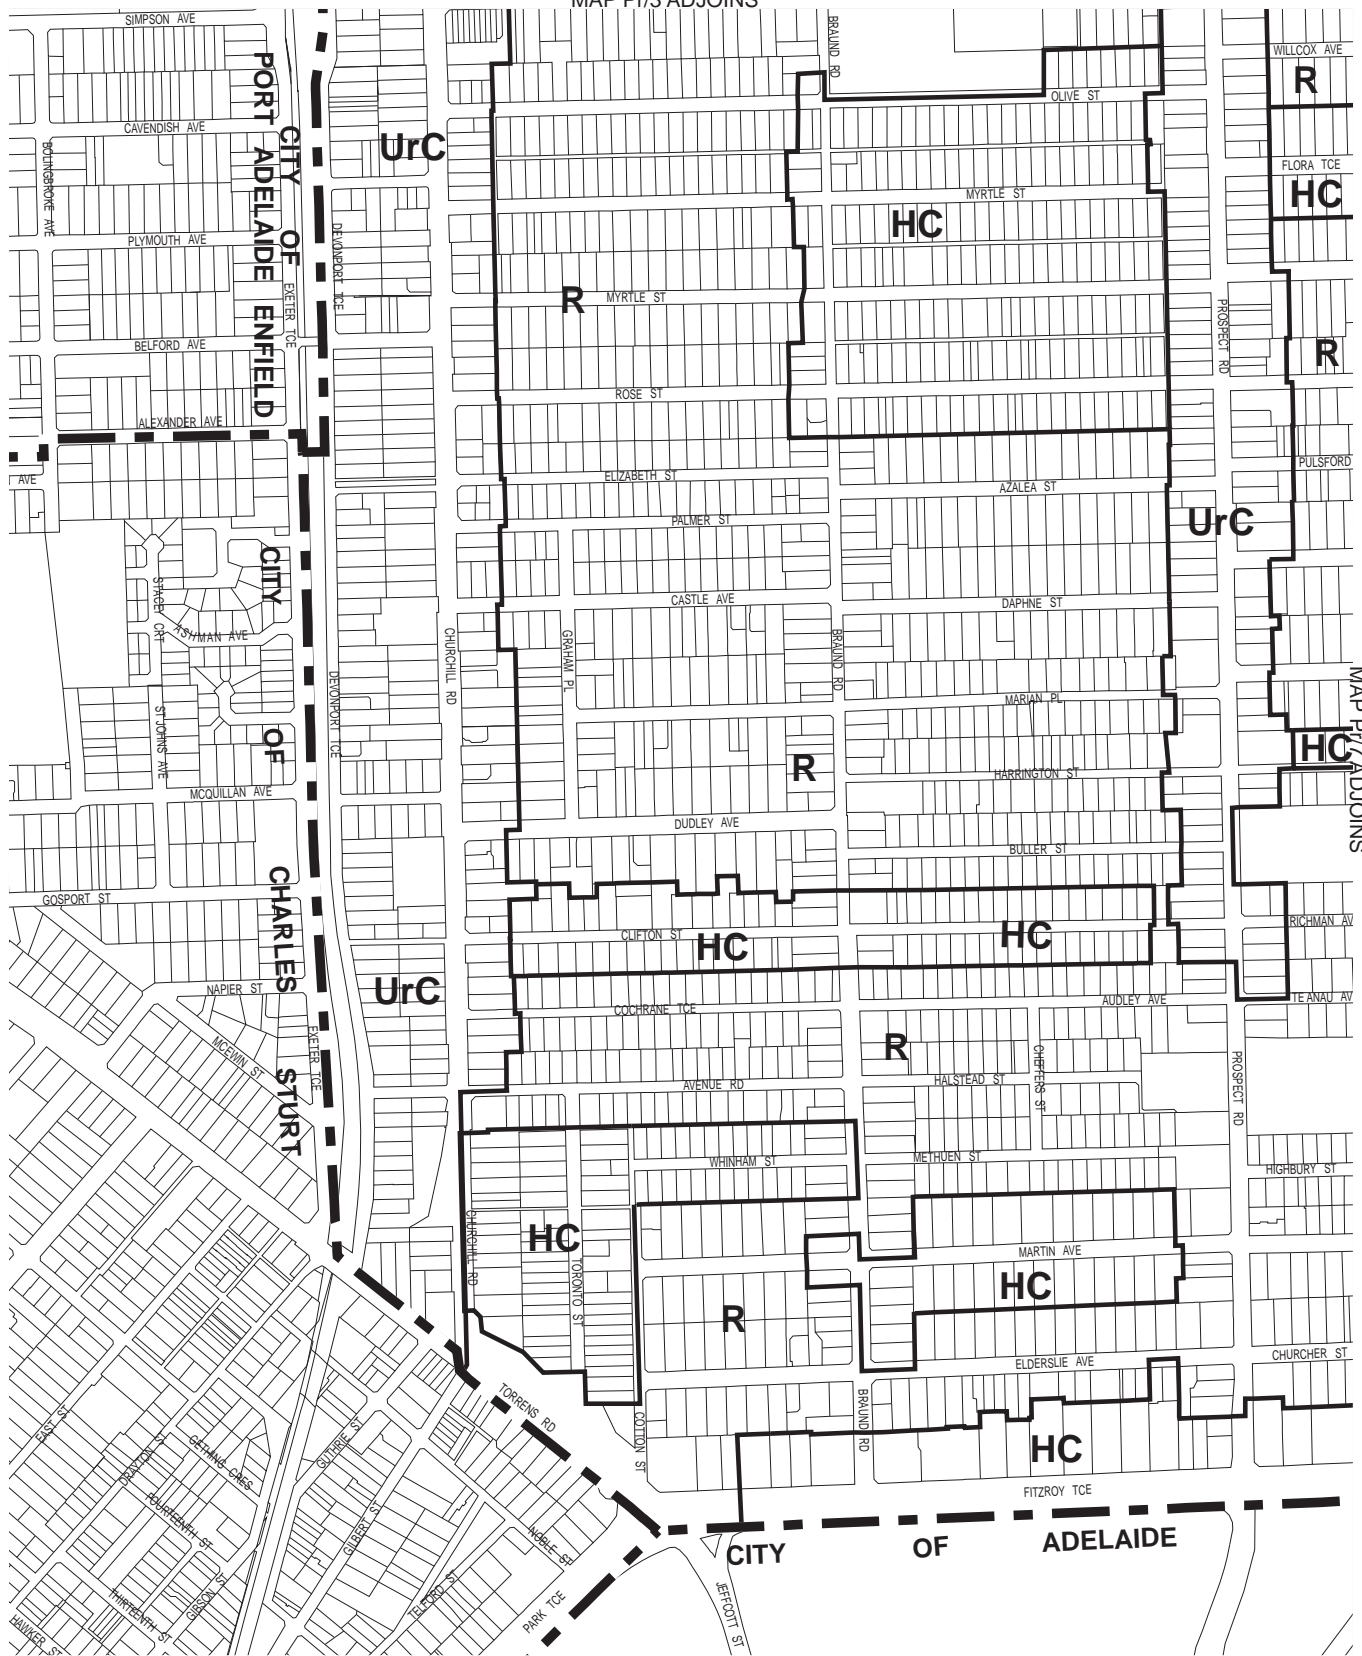 MAP Pr/3 ADJOINS
SIMPSON AVE
BRAUND RD
WILLCOX AVE
R
PORT ADELAIDE ENFIELD
CITY OF
OLIVE ST
CAVENDISH AVE
UrC
BOLINGBROKE AVE
FLORA TCE
HC
MYRTLE ST
HC
PLYMOUTH AVE
DEVONPORT TCE
EXETER TCE
R
MYRTLE ST
PROSPECT RD
BELFORD AVE
R
ROSE ST
ALEXANDER AVE
PULSFORD
AVE
ELIZABETH ST
AZALEA ST
PALMER ST
UrC
CITY OF CHARLES STURT
STACEY CRT
CASTLE AVE
DAPHNE ST
ASHMAN AVE
CHURCHILL RD
GRAHAM PL
BRAUND RD
MAP Pr/7 ADJOINS
DEVONPORT TCE
MARIAN PL
ST JOHNS AVE
HC
R
HARRINGTON ST
MCQUILLAN AVE
DUDLEY AVE
BULLER ST
GOSPORT ST
CLIFTON ST
HC
HC
RICHMAN AV
NAPIER ST
UrC
COCHRANE TCE
AUDLEY AVE
TE ANAU AV
EXETER TCE
MCEWIN ST
R
CHEFFERS ST
PROSPECT RD
AVENUE RD
HALSTEAD ST
WHINHAM ST
METHUEN ST
HIGHBURY ST
CHURCHILL RD
HC
TORONTO ST
MARTIN AVE
HC
R
CHURCHER ST
ELDERSLIE AVE
TORRENS RD
COTTON ST
BRAUND RD
EAST ST
DRAYTON ST
GETHING CRES
GUTHRIE ST
HC
FITZROY TCE
FOURTEENTH ST
GILBERT ST
NOBLE ST
CITY OF ADELAIDE
THIRTEENTH ST
GIBSON ST
TELFORD ST
PARK TCE
JEFFCOTT ST
HAWKER ST